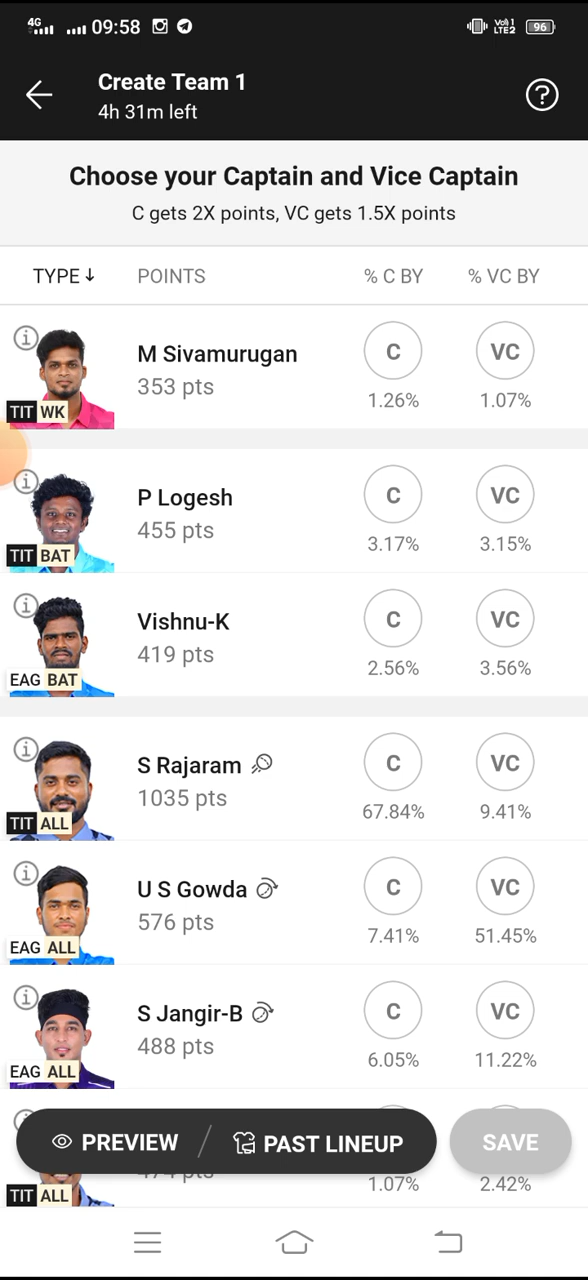 4G 09:58 Vo) 1 LTE2 96
Create Team 1
4h 31m left
Choose your Captain and Vice Captain
C gets 2X points, VC gets 1.5X points
TYPE↓ POINTS % C BY % VC BY
M Sivamurugan
353 pts
C VC
1.26% 1.07%
TIT WK
P Logesh
455 pts
C VC
3.17% 3.15%
TIT BAT
Vishnu-K
419 pts
C VC
2.56% 3.56%
EAG BAT
S Rajaram
1035 pts
C VC
67.84% 9.41%
TIT ALL
U S Gowda
576 pts
C VC
7.41% 51.45%
EAG ALL
S Jangir-B
488 pts
C VC
6.05% 11.22%
EAG ALL
PREVIEW / PAST LINEUP SAVE
1.07% 2.42%
TIT ALL